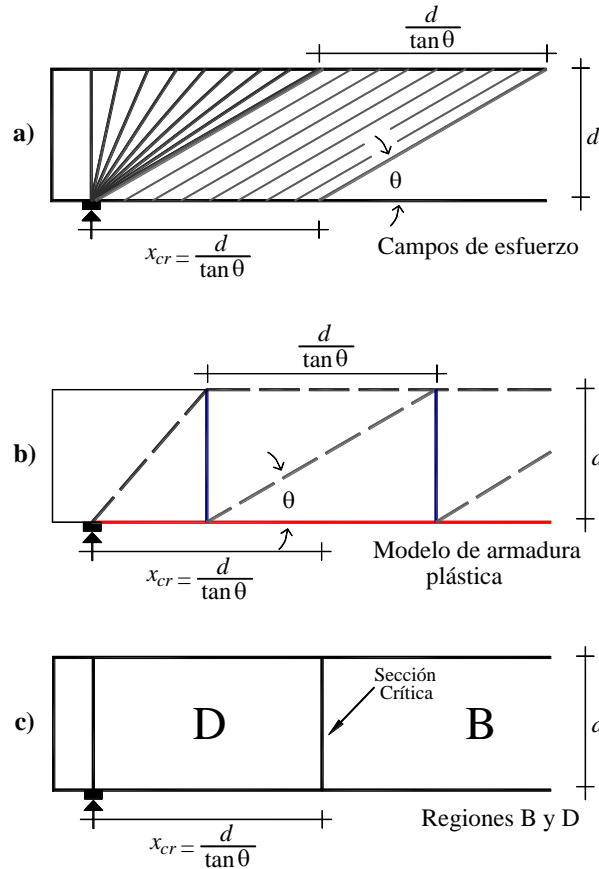 d
tanθ
a)
d
θ
x_cr = d
tanθ
Campos de esfuerzo
d
tanθ
b)
θ
Modelo de armadura
plástica
x_cr = d
tanθ
Sección
Crítica
c)
D
B
Regiones B y D
x_cr = d
tanθ